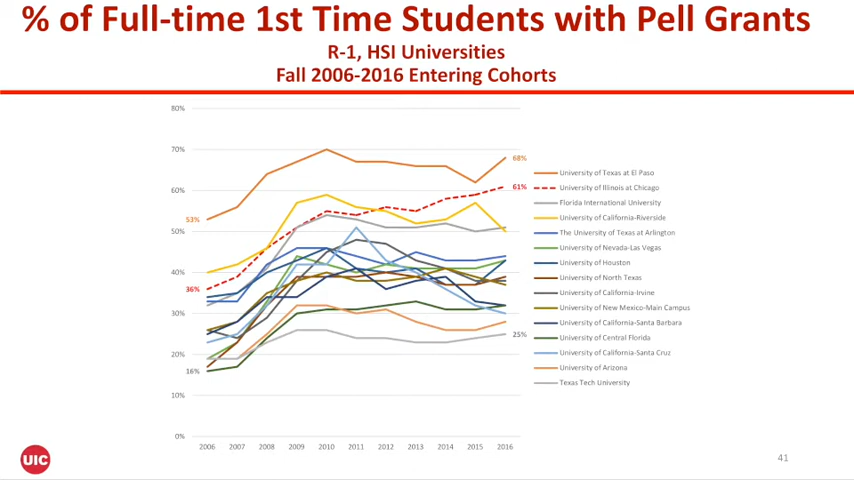 % of Full-time 1st Time Students with Pell Grants
R-1, HSI Universities
Fall 2006-2016 Entering Cohorts
80%
70%
60%
50%
40%
30%
20%
10%
0%
53%
36%
16%
68%
61%
25%
2006 2007 2008 2009 2010 2011 2012 2013 2014 2015 2016
University of Texas at El Paso
University of Illinois at Chicago
Florida International University
University of California-Riverside
The University of Texas at Arlington
University of Nevada-Las Vegas
University of Houston
University of North Texas
University of California-Irvine
University of New Mexico-Main Campus
University of California-Santa Barbara
University of Central Florida
University of California-Santa Cruz
University of Arizona
Texas Tech University
UIC
41